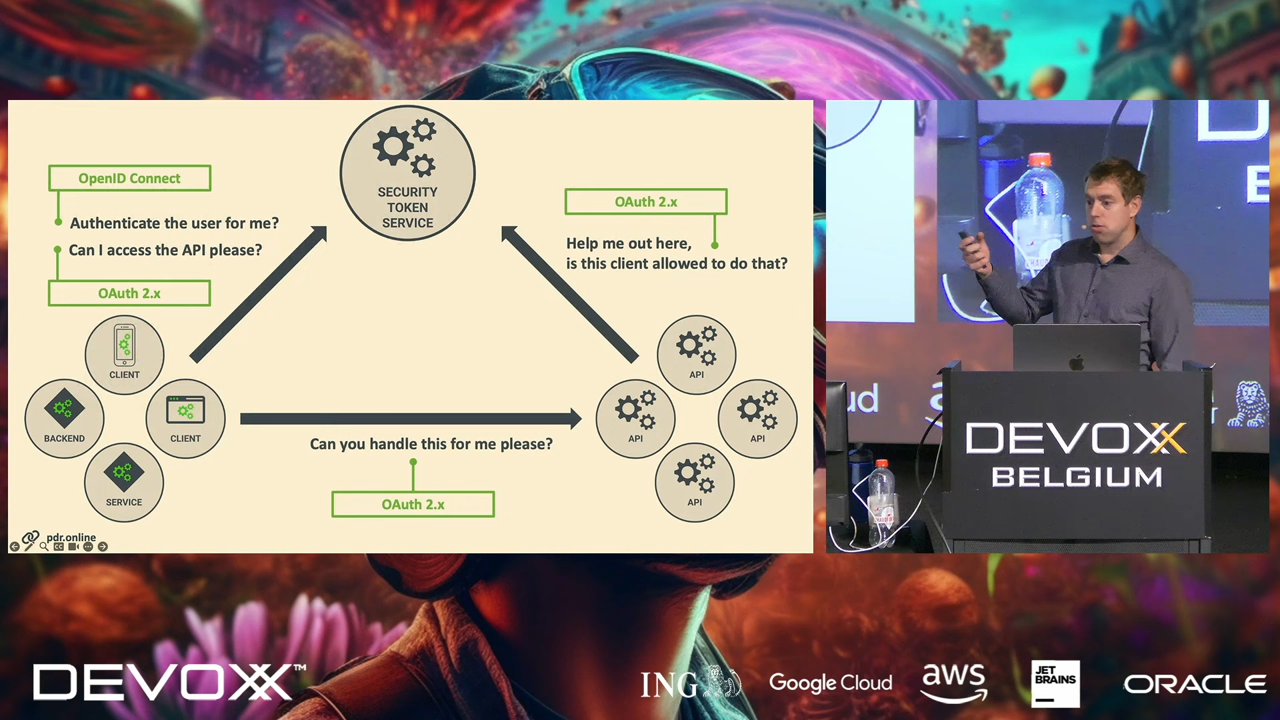 SECURITY
TOKEN
SERVICE
OpenID Connect
Authenticate the user for me?
Can I access the API please?
OAuth 2.x
OAuth 2.x
Help me out here,
is this client allowed to do that?
CLIENT
BACKEND
CLIENT
SERVICE
Can you handle this for me please?
OAuth 2.x
API
API
API
API
pdr.online
D
B
ud
a
DEVOXX
BELGIUM
DEVOXX™
ING
Google Cloud
aws
JET
BRAINS
ORACLE